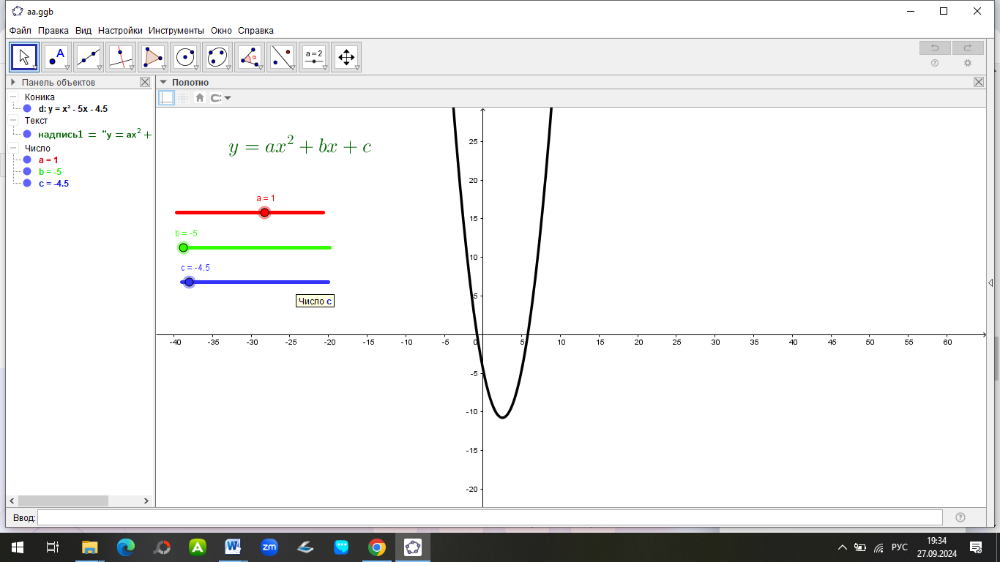 aa.ggb
Файл Правка Вид Настройки Инструменты Окно Справка
A
α
a = 2
Панель объектов
Полотно
Коника
d: y = x² - 5x - 4.5
Текст
надпись1 = “y = ax² +
Число
a = 1
b = -5
c = -4.5
y = ax² + bx + c
a = 1
b = -5
c = -4.5
Число c
25
20
15
10
5
-40 -35 -30 -25 -20 -15 -10 -5 0 5 10 15 20 25 30 35 40 45 50 55 60
-5
-10
-15
-20
Ввод:
A W zm
РУС
19:34
27.09.2024